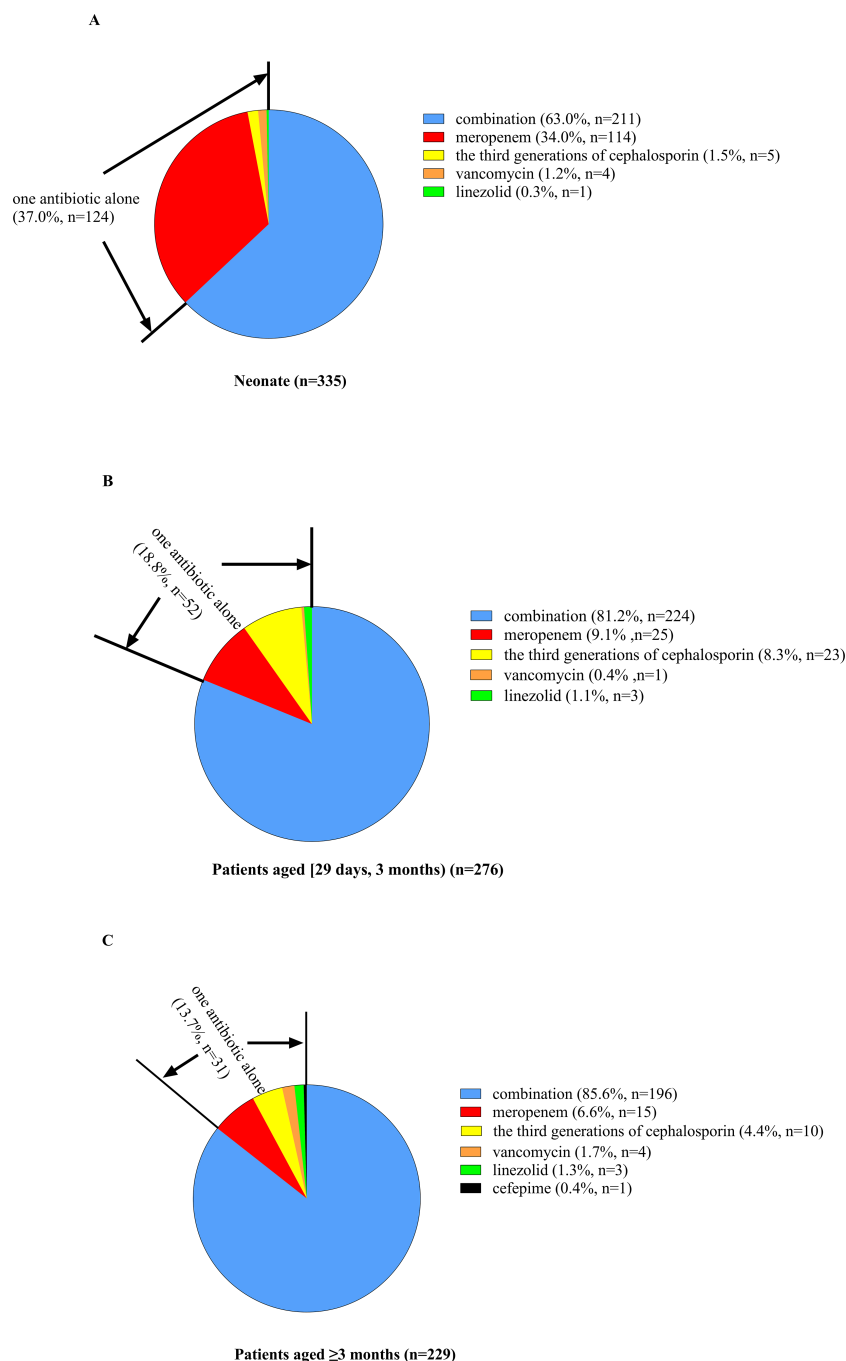 A
combination (63.0%, n=211)
meropenem (34.0%, n=114)
the third generations of cephalosporin (1.5%, n=5)
vancomycin (1.2%, n=4)
linezolid (0.3%, n=1)
one antibiotic alone
(37.0%, n=124)
Neonate (n=335)
B
one antibiotic alone
(18.8%, n=52)
combination (81.2%, n=224)
meropenem (9.1% ,n=25)
the third generations of cephalosporin (8.3%, n=23)
vancomycin (0.4% ,n=1)
linezolid (1.1%, n=3)
Patients aged [29 days, 3 months) (n=276)
C
one antibiotic alone
(13.7%, n=31)
combination (85.6%, n=196)
meropenem (6.6%, n=15)
the third generations of cephalosporin (4.4%, n=10)
vancomycin (1.7%, n=4)
linezolid (1.3%, n=3)
cefepime (0.4%, n=1)
Patients aged ≥3 months (n=229)